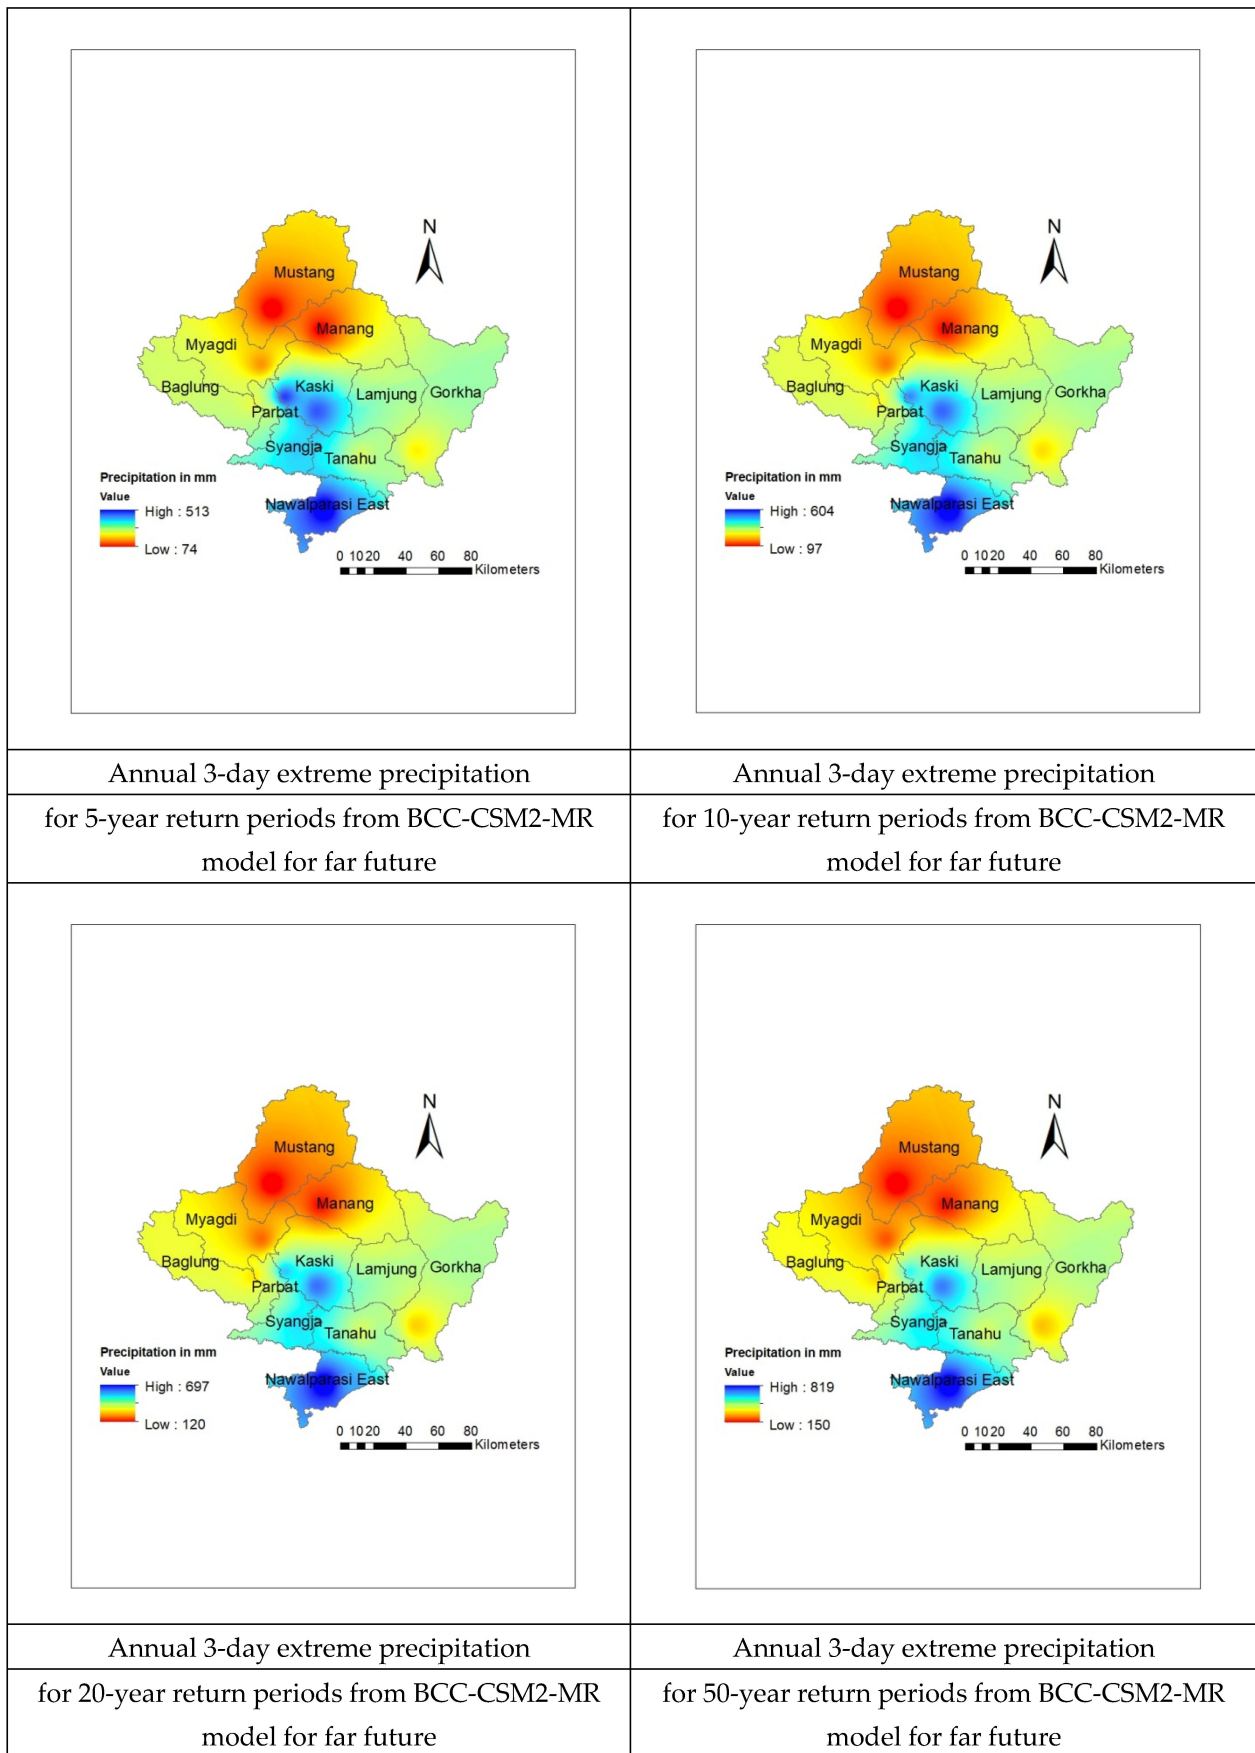 N
Mustang
Manang
Myagdi
Baglung
Kaski
Lamjung
Gorkha
Parbat
Syangja
Tanahu
Nawalparasi East
Precipitation in mm
Value
High : 513
Low : 74
0 10 20 40 60 80
Kilometers
N
Mustang
Manang
Myagdi
Baglung
Kaski
Lamjung
Gorkha
Parbat
Syangja
Tanahu
Nawalparasi East
Precipitation in mm
Value
High : 604
Low : 97
0 10 20 40 60 80
Kilometers
Annual 3-day extreme precipitation
Annual 3-day extreme precipitation
for 5-year return periods from BCC-CSM2-MR
model for far future
for 10-year return periods from BCC-CSM2-MR
model for far future
N
Mustang
Manang
Myagdi
Baglung
Kaski
Lamjung
Gorkha
Parbat
Syangja
Tanahu
Nawalparasi East
Precipitation in mm
Value
High : 697
Low : 120
0 10 20 40 60 80
Kilometers
N
Mustang
Manang
Myagdi
Baglung
Kaski
Lamjung
Gorkha
Parbat
Syangja
Tanahu
Nawalparasi East
Precipitation in mm
Value
High : 819
Low : 150
0 10 20 40 60 80
Kilometers
Annual 3-day extreme precipitation
Annual 3-day extreme precipitation
for 20-year return periods from BCC-CSM2-MR
model for far future
for 50-year return periods from BCC-CSM2-MR
model for far future